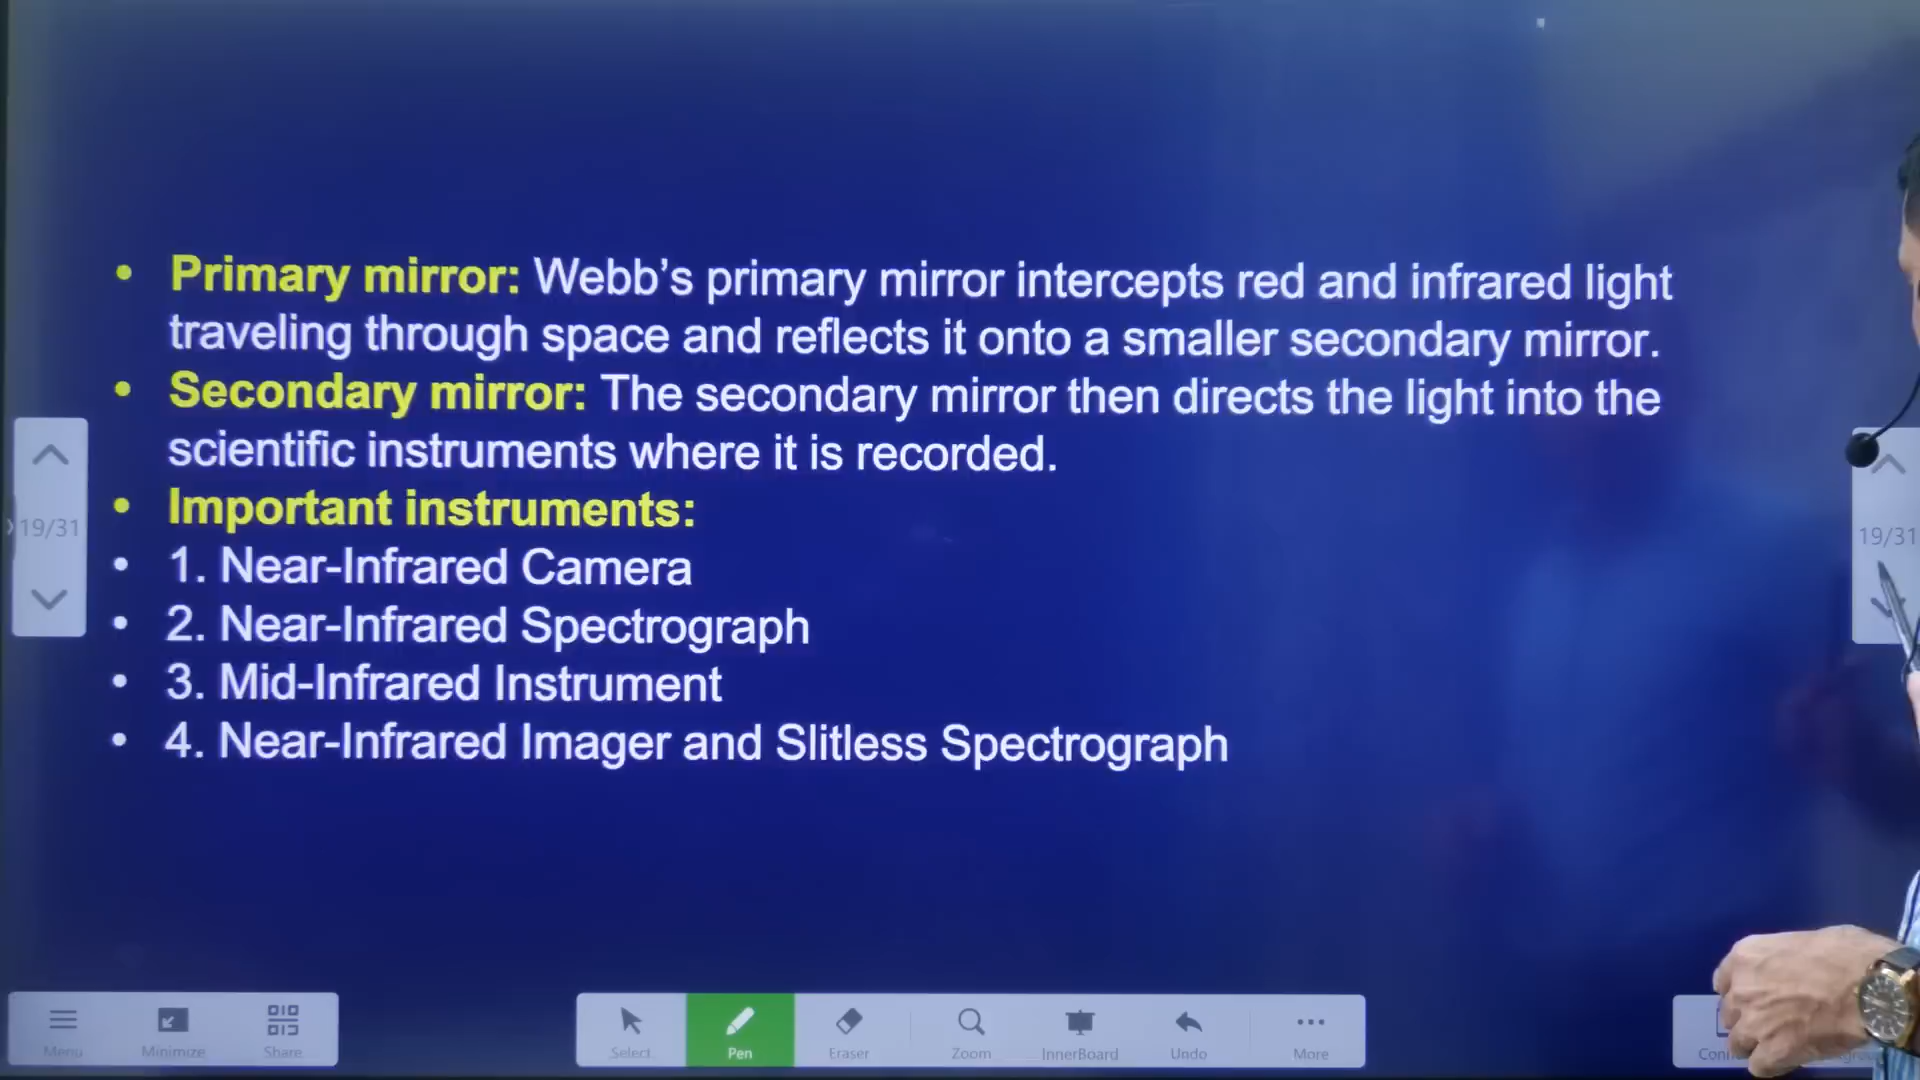 • Primary mirror: Webb’s primary mirror intercepts red and infrared light
traveling through space and reflects it onto a smaller secondary mirror.
• Secondary mirror: The secondary mirror then directs the light into the
scientific instruments where it is recorded.
• Important instruments:
• 1. Near-Infrared Camera
• 2. Near-Infrared Spectrograph
• 3. Mid-Infrared Instrument
• 4. Near-Infrared Imager and Slitless Spectrograph
19/31
19/31
Menu Minimize Share
Select Pen Eraser Zoom InnerBoard Undo More